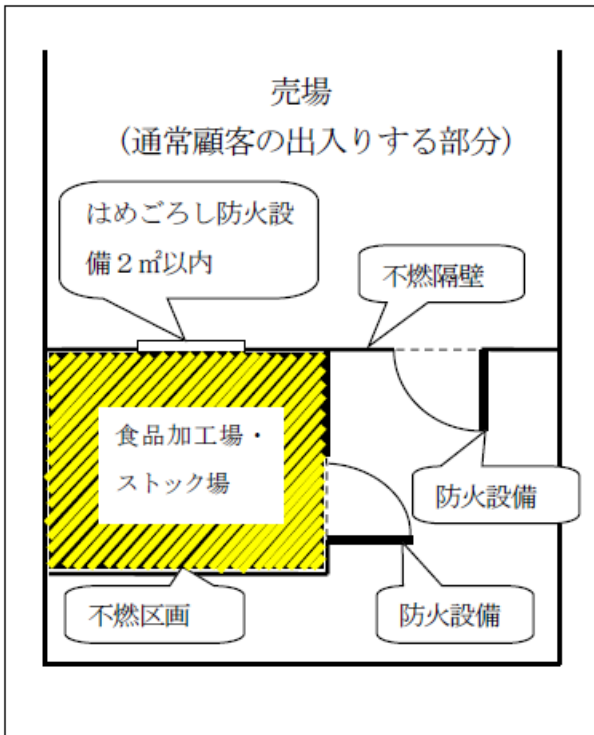 売場
（通常顧客の出入りする部分）
はめごろし防火設
備２㎡以内
不燃隔壁
食品加工場・
ストック場
防火設備
不燃区画
防火設備